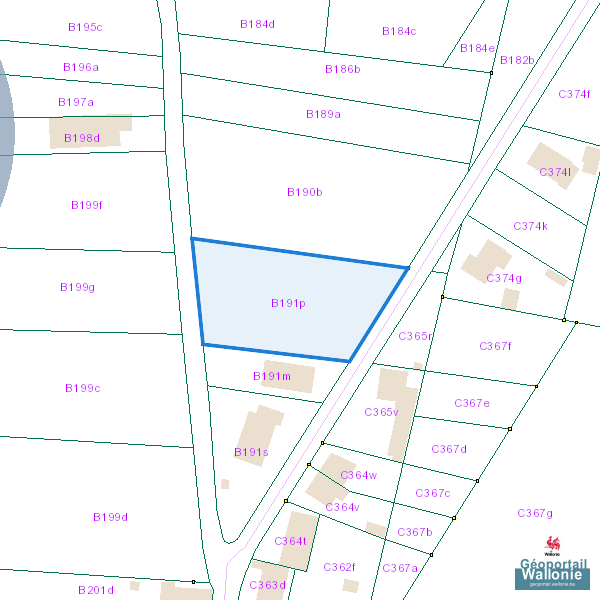 B195c
B184d
B184c
B184e
B182b
B196a
B186b
C374f
B197a
B189a
B198d
C374l
B190b
B199f
C374k
C374g
B199g
B191p
C365r
C367f
B191m
B199c
C367e
C365v
B191s
C367d
C364w
C367c
C364v
B199d
C367g
C367b
C364t
C362f
C367a
B201d
C363d
Wallonie
Géoportail
Wallonie
geoportail.wallonie.be